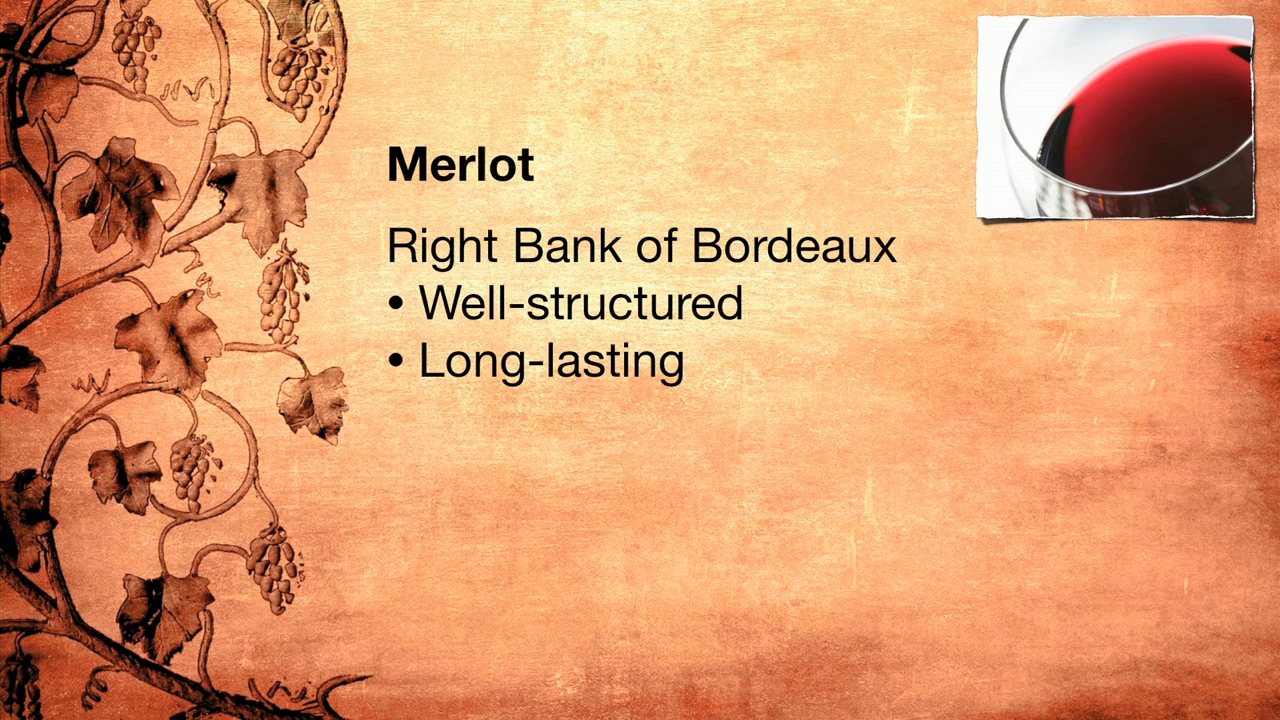 Merlot
Right Bank of Bordeaux
• Well-structured
• Long-lasting